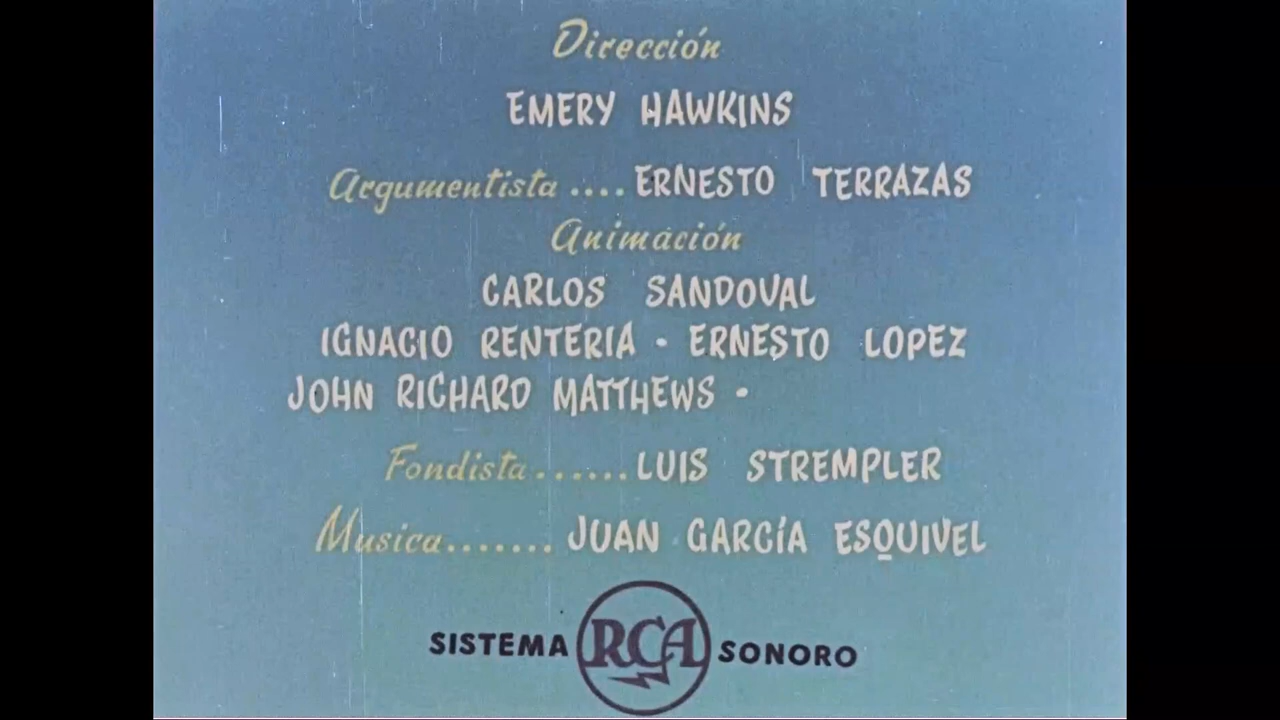 Dirección
EMERY HAWKINS
Argumentista .... ERNESTO TERRAZAS
Animación
CARLOS SANDOVAL
IGNACIO RENTERIA · ERNESTO LOPEZ
JOHN RICHARD MATTHEWS ·
Fondista ...... LUIS STREMPLER
Musica ....... JUAN GARCÍA ESQUIVEL
SISTEMA RCA SONORO